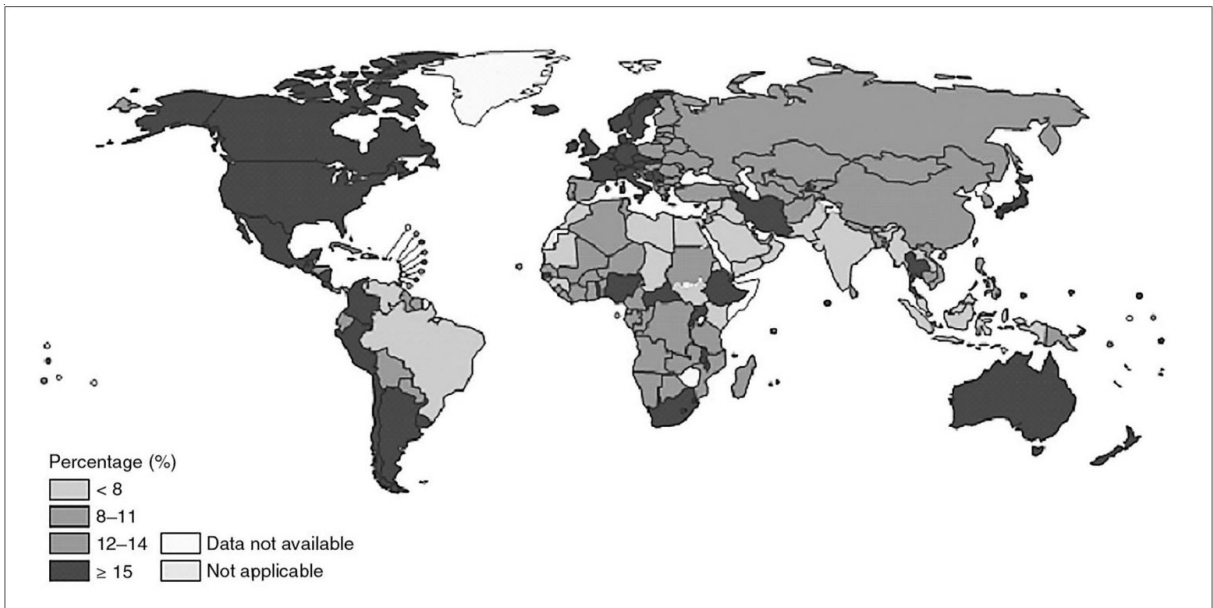 Percentage (%)
< 8
8–11
12–14
≥ 15
Data not available
Not applicable